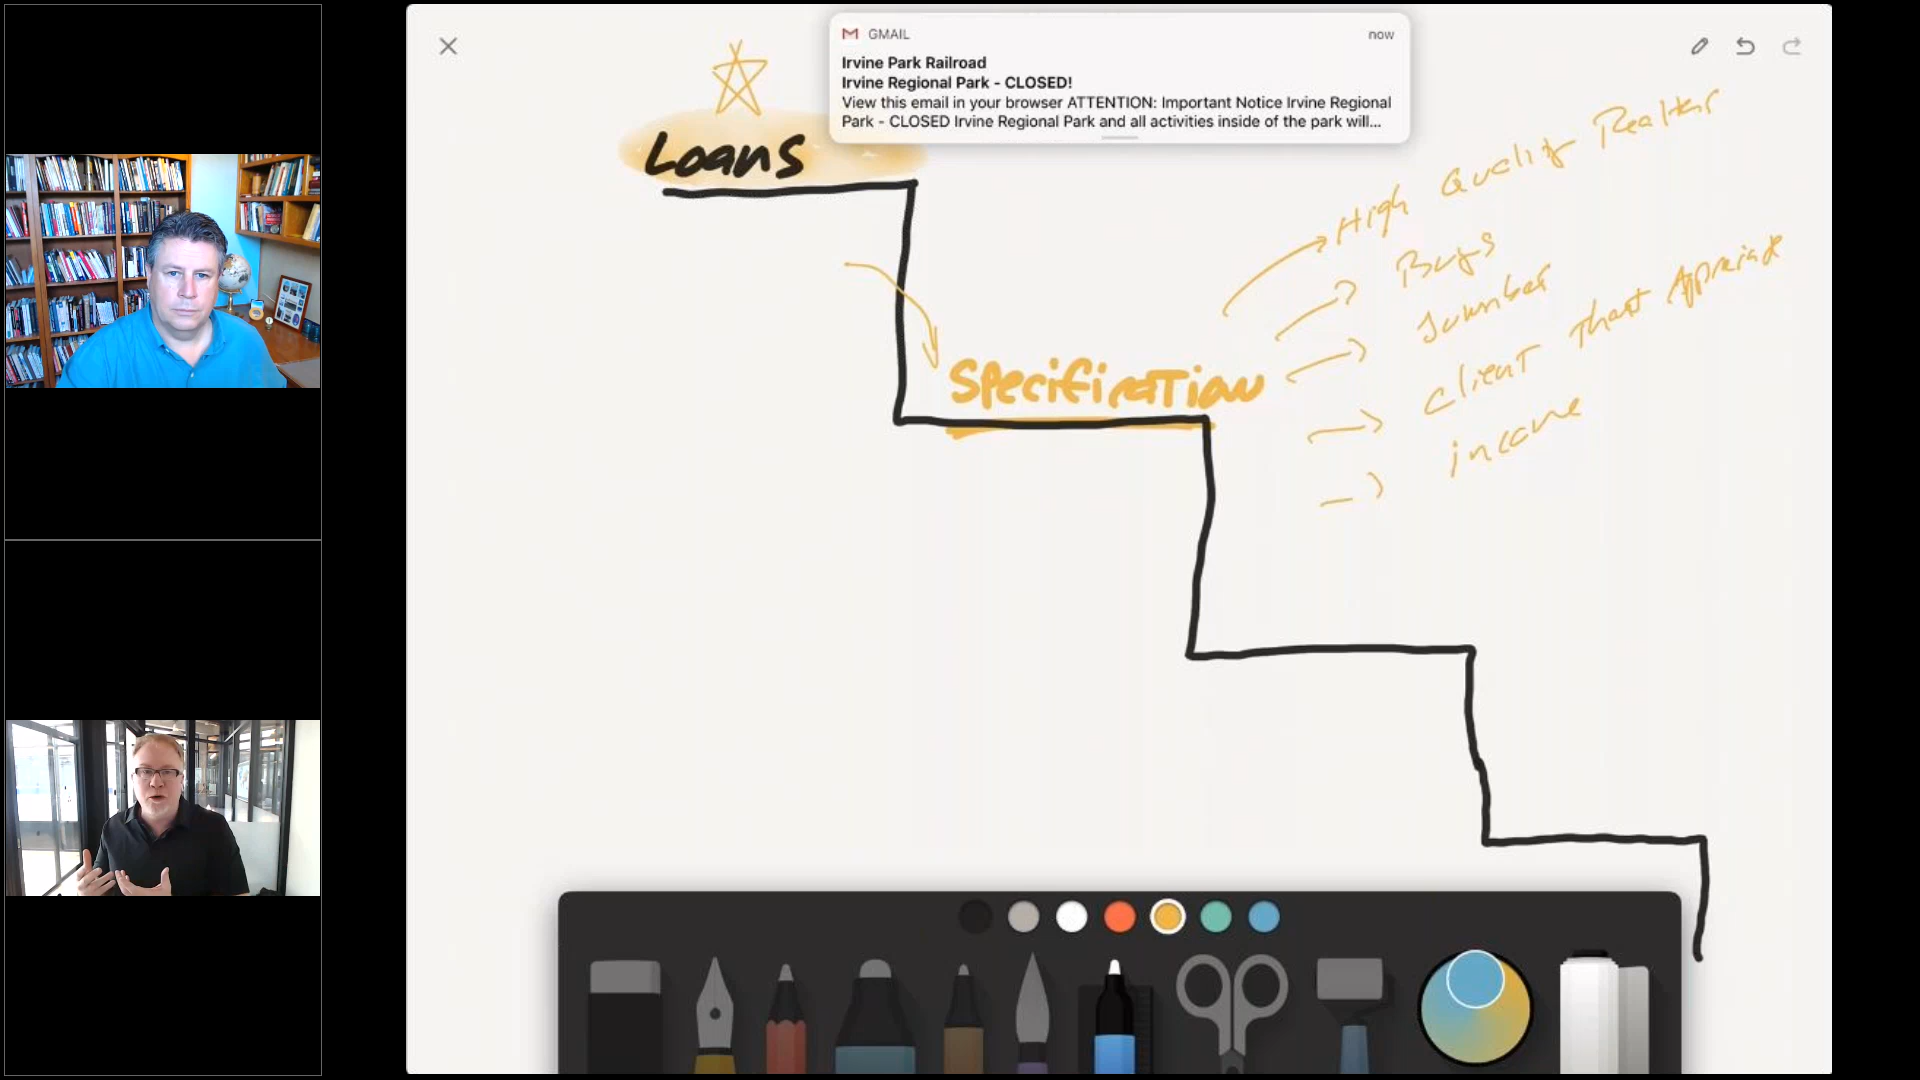 GMAIL
now
Irvine Park Railroad
Irvine Regional Park - CLOSED!
View this email in your browser ATTENTION: Important Notice Irvine Regional
Park - CLOSED Irvine Regional Park and all activities inside of the park will...
Loans
High Quality Realtor
Buys
Specification
client that
income